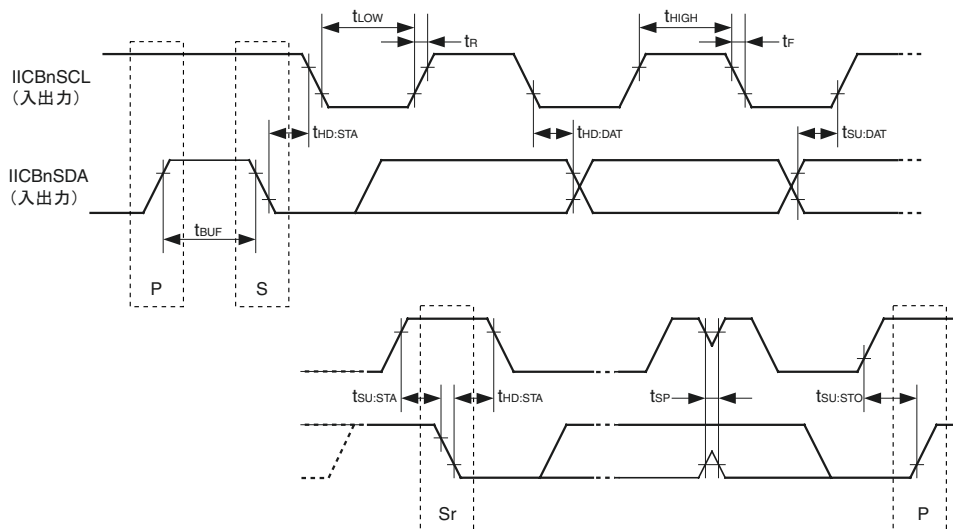 tLOW
tHIGH
tR
tF
IICBnSCL
（入出力）
tHD:STA
tHD:DAT
tSU:DAT
IICBnSDA
（入出力）
tBUF
P
S
tSU:STA
tHD:STA
tSP
tSU:STO
Sr
P